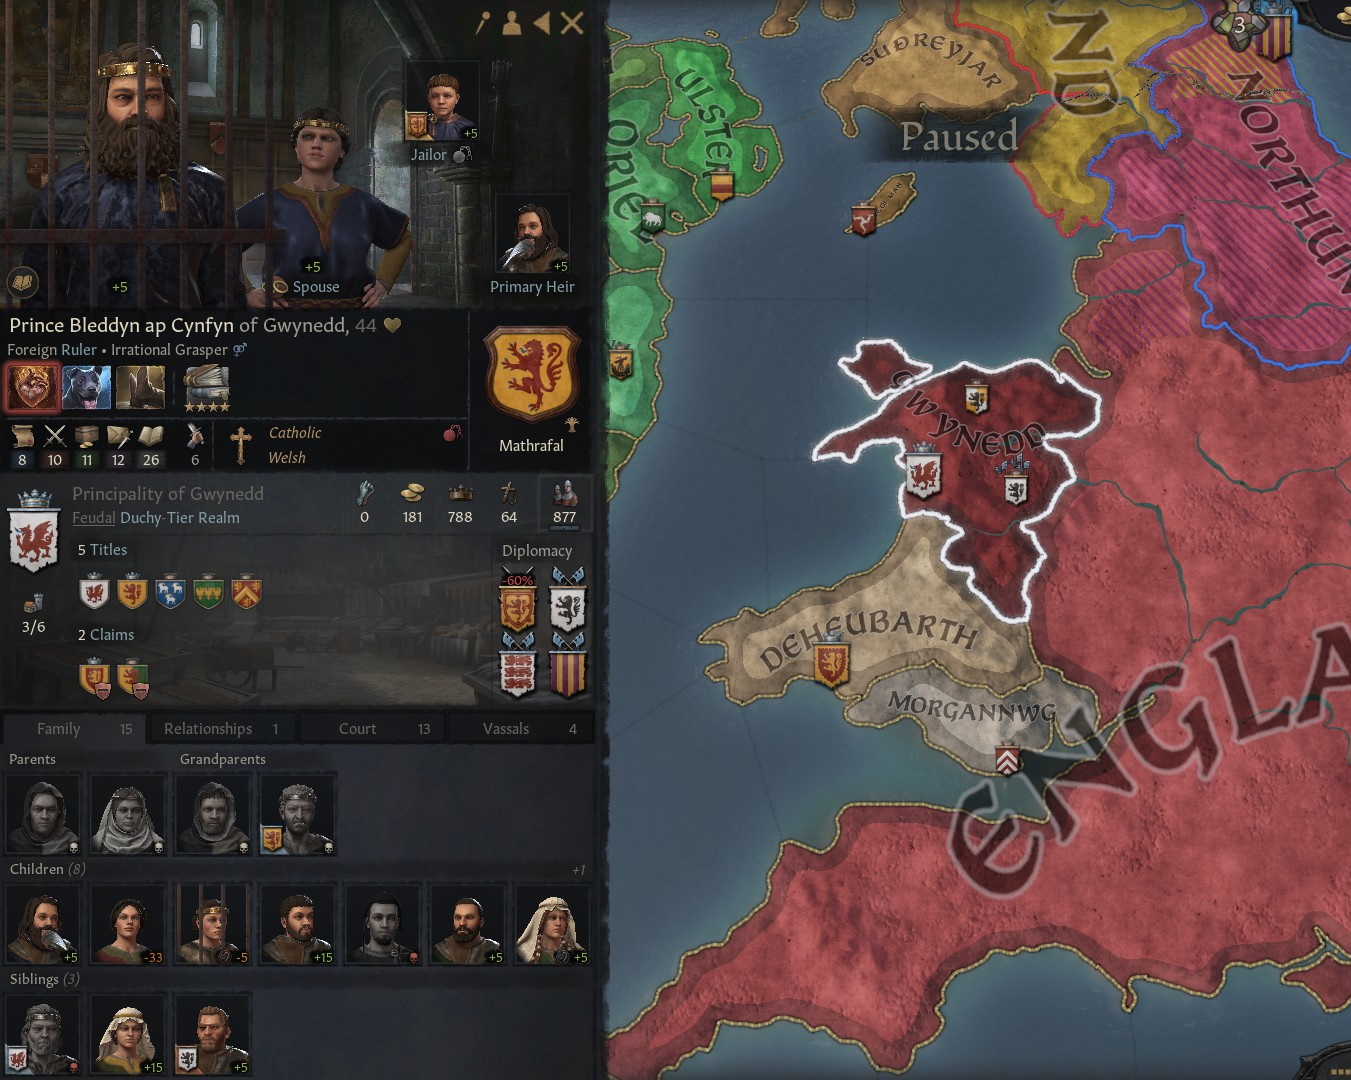 +5
Jailor
+5
Spouse
+5
Primary Heir
+5
Prince Bleddyn ap Cynfyn of Gwynedd, 44
Foreign Ruler • Irrational Grasper
8 10 11 12 26 6
Catholic
Welsh
Mathrafal
Principality of Gwynedd
Feudal Duchy-Tier Realm
0 181 788 64 877
5 Titles
Diplomacy
-60%
3/6
2 Claims
Family 15
Relationships 1
Court 13
Vassals 4
Parents
Grandparents
Children (8)
+1
+5 -33 -5 +15 +5 +5
Siblings (3)
+15 +5
Paused
3
SUÐREYJAR
ND
ULSTER
NORTHUN
GWYNEDD
DEHEUBARTH
MORGANNWG
ENGLA